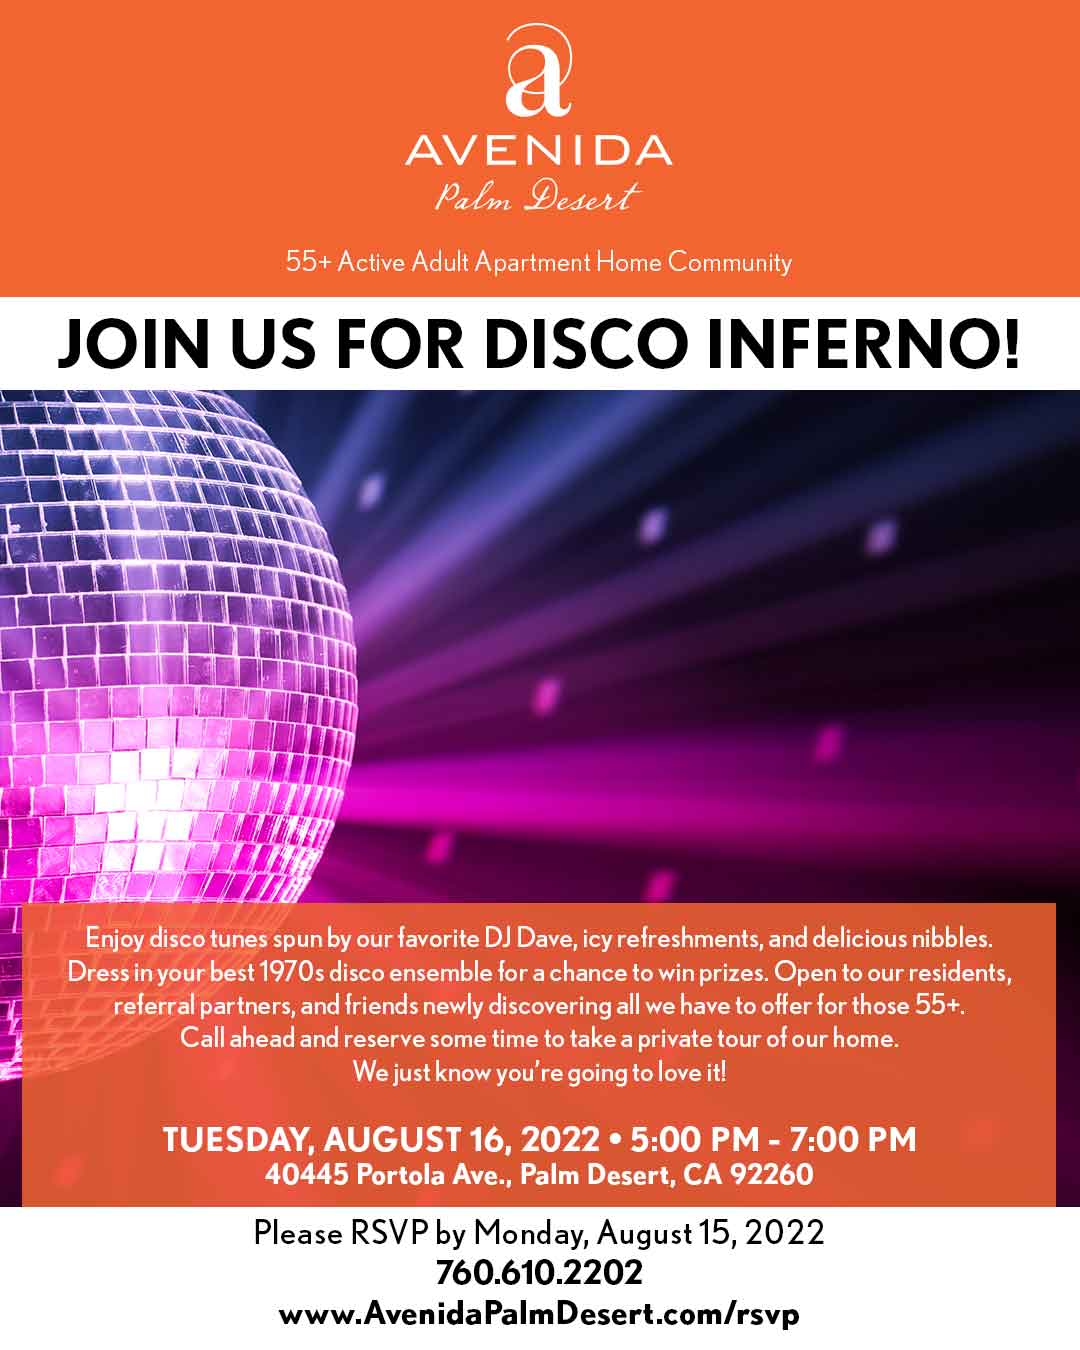 a
AVENIDA
Palm Desert
55+ Active Adult Apartment Home Community
JOIN US FOR DISCO INFERNO!
Enjoy disco tunes spun by our favorite DJ Dave, icy refreshments, and delicious nibbles.
Dress in your best 1970s disco ensemble for a chance to win prizes. Open to our residents,
referral partners, and friends newly discovering all we have to offer for those 55+.
Call ahead and reserve some time to take a private tour of our home.
We just know you're going to love it!
TUESDAY, AUGUST 16, 2022 • 5:00 PM - 7:00 PM
40445 Portola Ave., Palm Desert, CA 92260
Please RSVP by Monday, August 15, 2022
760.610.2202
www.AvenidaPalmDesert.com/rsvp